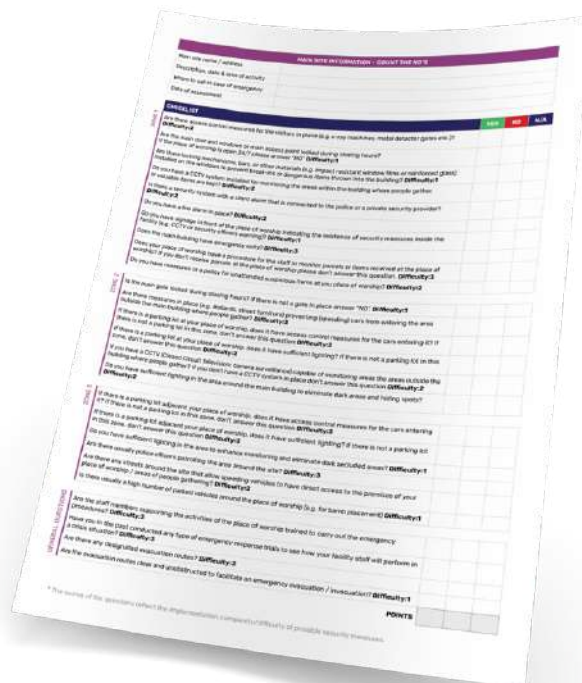 MAIN SITE INFORMATION - COUNT THE NO'S
Main site name / address
Description, date & time of activity
Whom to call in case of emergency
Date of assessment
CHECKLIST YES NO N/A
ZONE 1
Are there access control measures for the visitors in place (e.g. x-ray machines, metal detector gates etc.)?
Difficulty:3
Are the main door and windows or main access point locked during closing hours?
If the place of worship is open 24/7 please answer "NO" Difficulty:1
Are there locking mechanisms, bars, or other materials (e.g. impact resistant window films or reinforced glass)
installed on the windows to prevent break-ins or dangerous items thrown into the building? Difficulty:1
Do you have a CCTV system installed for monitoring the areas within the building where people gather
or valuable items are kept? Difficulty:2
Is there a security system with a silent alarm that is connected to the police or a private security provider?
Difficulty:3
Do you have a fire alarm in place? Difficulty:2
Do you have signage in front of the place of worship indicating the existence of security measures inside the
facility (e.g. CCTV or security officers warning)? Difficulty:1
Does the main building have emergency exits? Difficulty:3
Does your place of worship have a procedure for the staff to monitor parcels or items received at the place of
worship? If you don't receive parcels at the place of worship please don't answer this question.
Do you have measures or a policy for unattended suspicious items at you place of worship?
ZONE 2
Is the main gate locked during closing hours? If there is not a gate in place answer "NO".
Are there measures in place (e.g. Bollards, street furniture) preventing (speeding) cars from entering the area
outside the main building where people gather?
If there is a parking lot at your place of worship, does it have access control measures for the cars entering it? If
there is not a parking lot in this zone, don't answer this question
If there is a parking lot at your place of worship, does it have sufficient lighting? If there is not a parking lot in this
zone, don't answer this question
If you have a CCTV (Closed Circuit Television: camera surveillance) capable of monitoring areas the areas outside the
building where people gather? If you don't have a CCTV system in place don't answer this question Difficulty:2
Do you have sufficient lighting in the area around the main building to eliminate dark areas and hiding spots?
Difficulty:2
ZONE 3
If there is a parking lot adjacent your place of worship, does it have access control measures for the cars entering
it? If there is not a parking lot in this zone, don't answer this question Difficulty:3
If there is a parking lot adjacent your place of worship, does it have sufficient lighting? If there is not a parking lot
in this zone, don't answer this question Difficulty:2
Do you have sufficient lighting in the area to enhance monitoring and eliminate dark secluded areas? Difficulty:1
Are there usually police officers patrolling the area around the site? Difficulty:3
Are there any streets around the site that allow speeding vehicles to have direct access to the premises of your
place of worship / areas of people gathering? Difficulty:2
Is there usually a high number of parked vehicles around the place of worship Difficulty:1
GENERAL QUESTIONS
Are the staff members reasoning the activities of the place of worship trained to carry out the emergency
procedures? Difficulty:2
Have you in the past conducted any type of emergency response trials to see how your facility staff will perform in
a crisis situation? Difficulty:3
Are there any designated evacuation routes? Difficulty:2
Are the evacuation routes clear and unobstructed to facilitate an emergency evacuation / invacuation? Difficulty:1
POINTS
* The scores of the questions reflect the implementation complexity/difficulty of possible security measures.